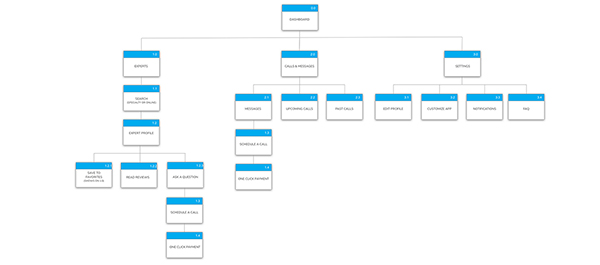 0.0
DASHBOARD
1.0
EXPERTS
2.0
CALLS & MESSAGES
3.0
SETTINGS
1.1
SEARCH
2.1
MESSAGES
2.2
UPCOMING CALLS
2.3
PAST CALLS
3.1
EDIT PROFILE
3.2
CUSTOMIZE APP
3.3
NOTIFICATIONS
3.4
FAQ
1.2
EXPERT PROFILE
1.3
SCHEDULE A CALL
1.4
ONE CLICK PAYMENT
1.2.1
SAVE TO
FAVORITES
1.2.2
READ REVIEWS
1.2.3
ASK A QUESTION
1.3
SCHEDULE A CALL
1.4
ONE CLICK PAYMENT